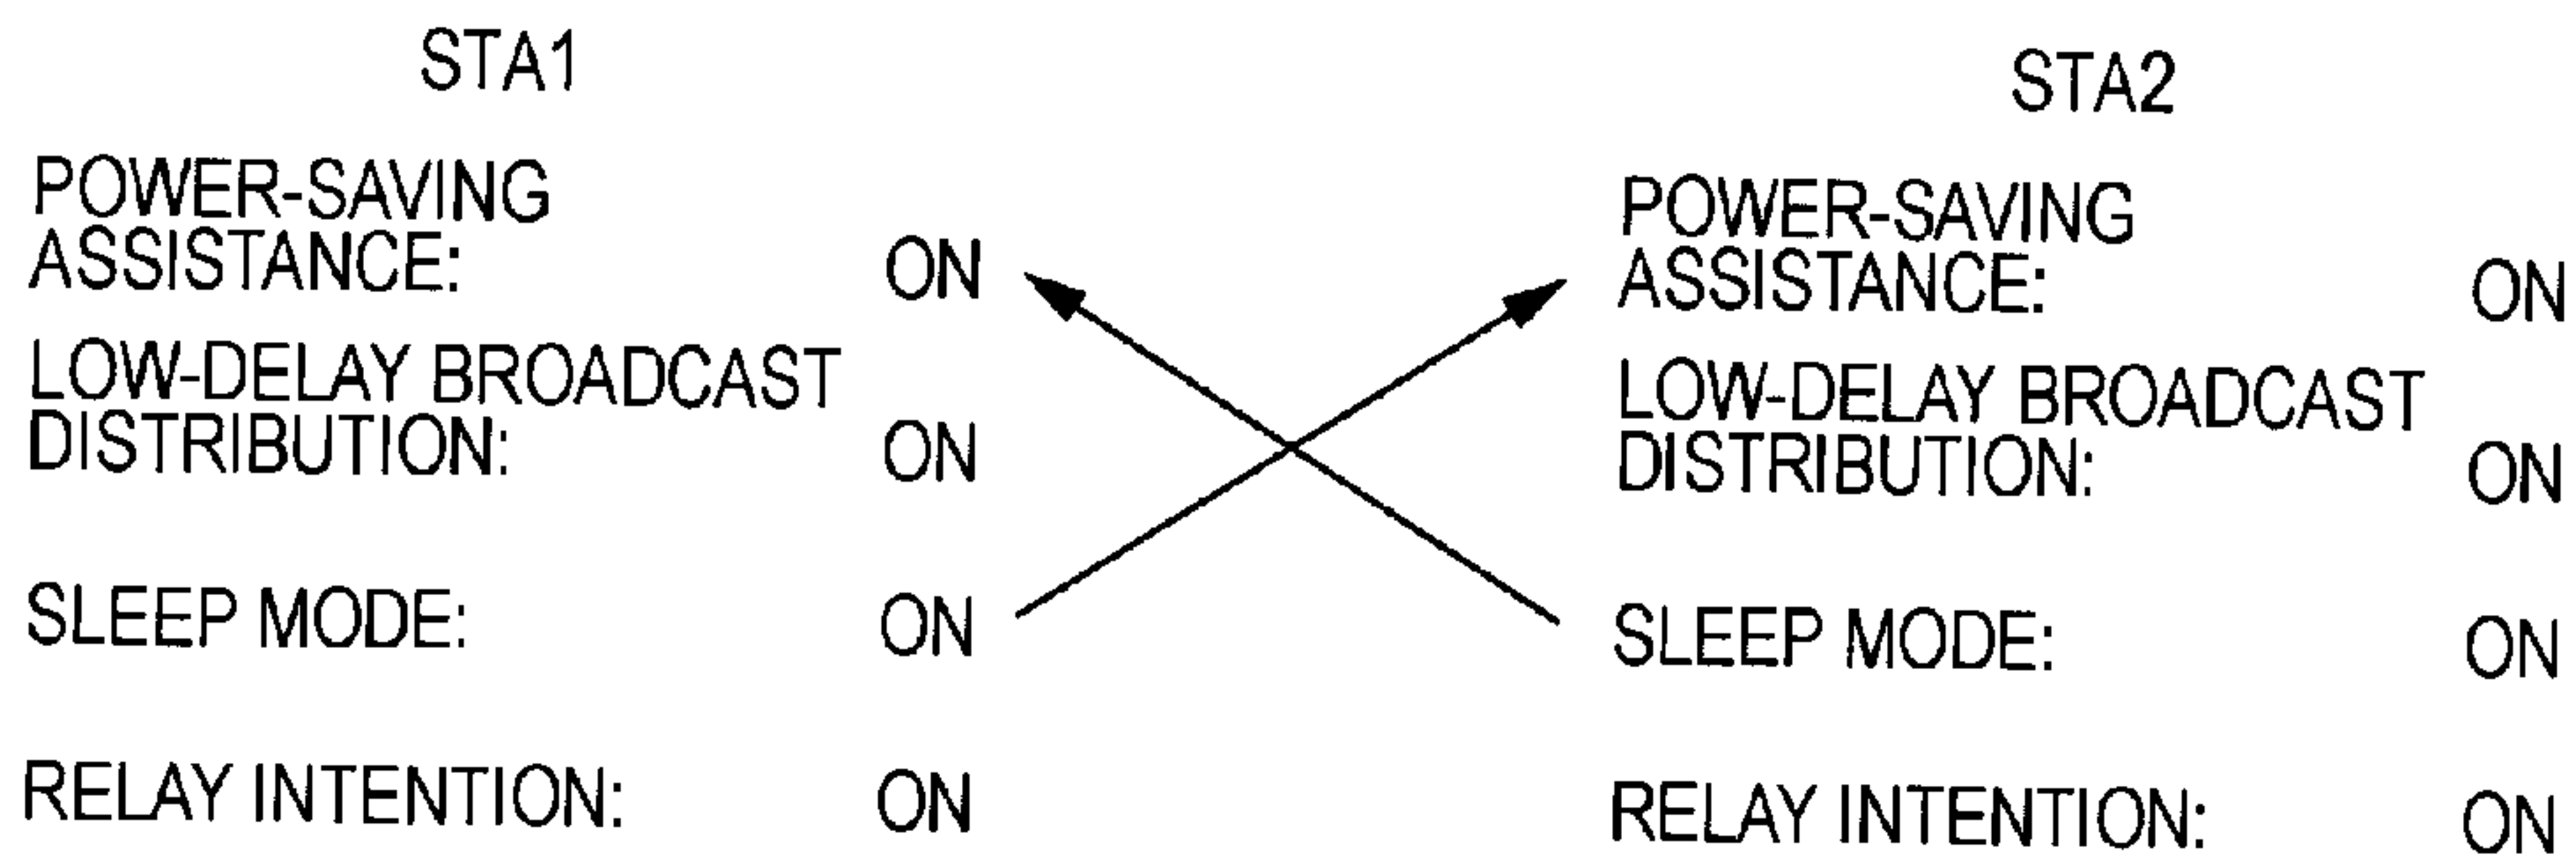 STA1
POWER-SAVING
ASSISTANCE: ON
LOW-DELAY BROADCAST
DISTRIBUTION: ON
SLEEP MODE: ON
RELAY INTENTION: ON
STA2
POWER-SAVING
ASSISTANCE: ON
LOW-DELAY BROADCAST
DISTRIBUTION: ON
SLEEP MODE: ON
RELAY INTENTION: ON